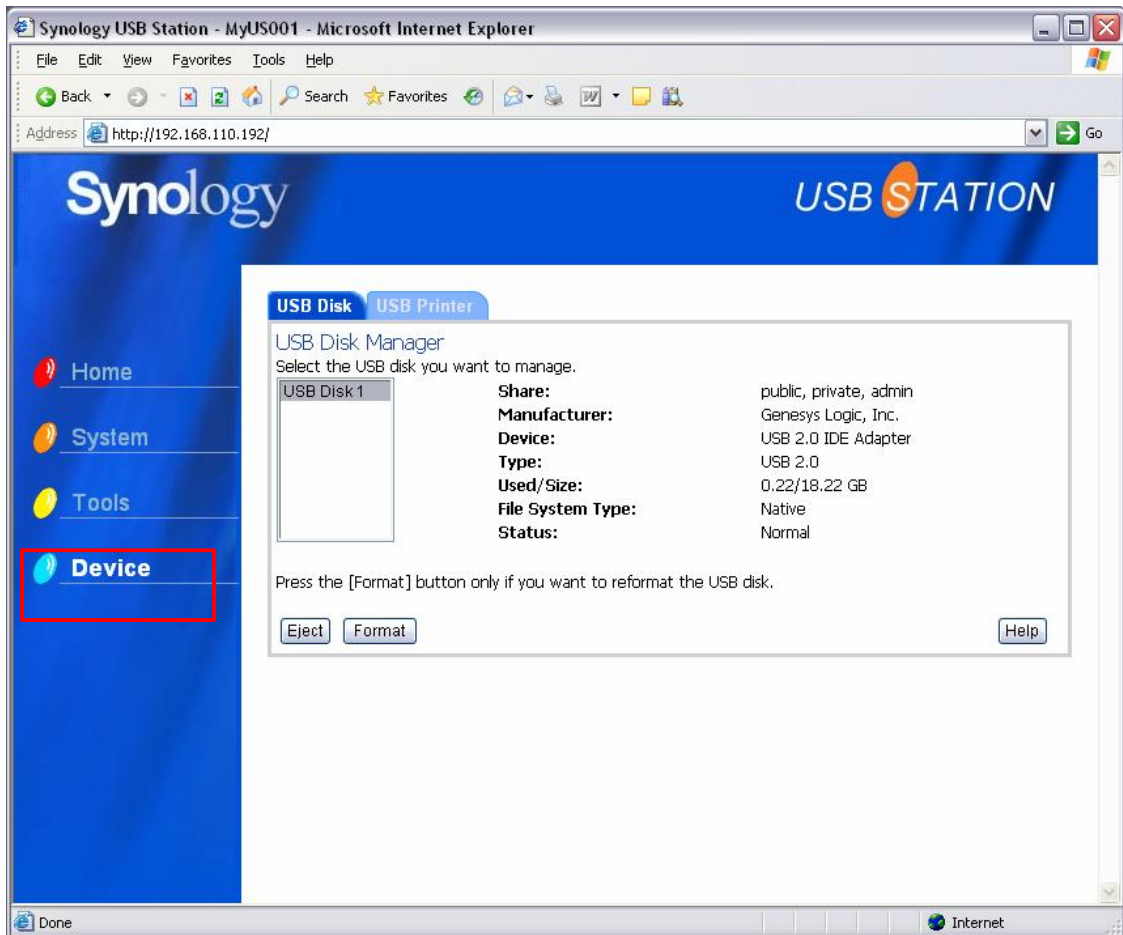 Synology USB Station - MyUS001 - Microsoft Internet Explorer
File Edit View Favorites Tools Help
Back Search Favorites
Address http://192.168.110.192/ Go
Synology USB STATION
USB Disk USB Printer
USB Disk Manager
Select the USB disk you want to manage.
USB Disk 1
Share: public, private, admin
Manufacturer: Genesys Logic, Inc.
Device: USB 2.0 IDE Adapter
Type: USB 2.0
Used/Size: 0.22/18.22 GB
File System Type: Native
Status: Normal
Press the [Format] button only if you want to reformat the USB disk.
Eject Format Help
Home
System
Tools
Device
Done Internet